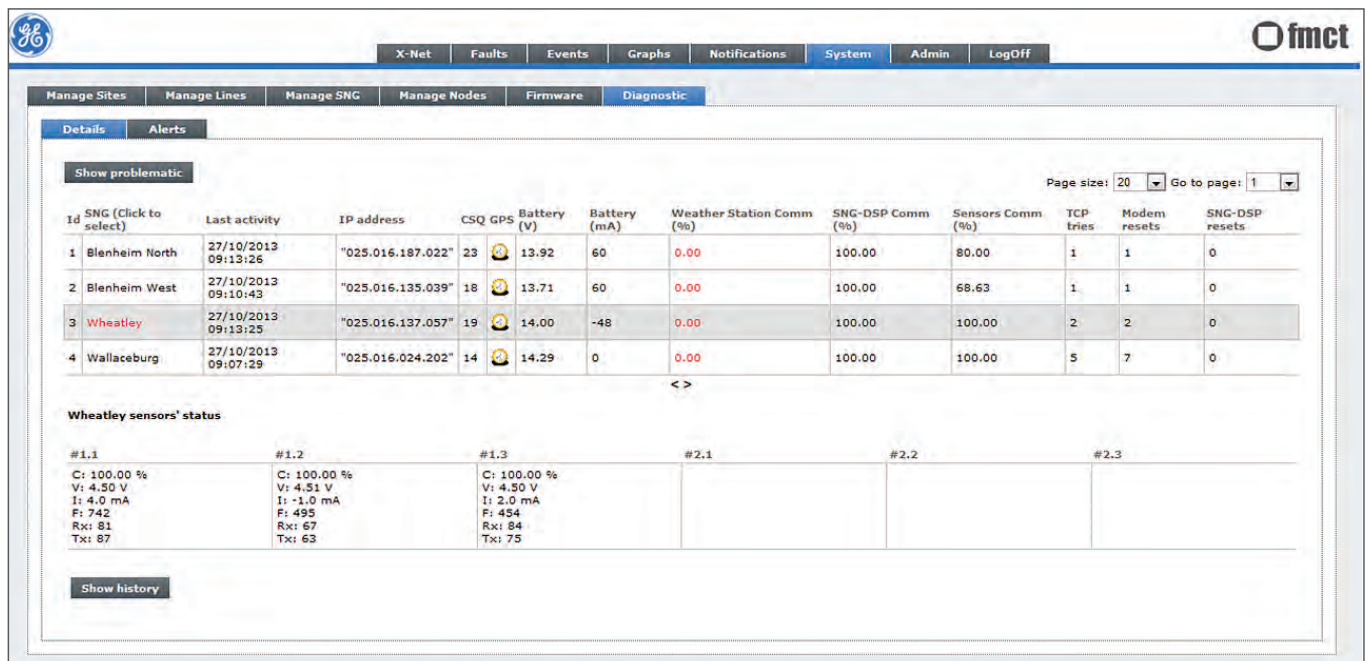 fmct
X-Net Faults Events Graphs Notifications System Admin LogOff
Manage Sites Manage Lines Manage SNG Manage Nodes Firmware Diagnostic
Details Alerts
Show problematic
Page size: 20 Go to page: 1
Id SNG (Click to select) Last activity IP address CSQ GPS Battery (V) Battery (mA) Weather Station Comm (%) SNG-DSP Comm (%) Sensors Comm (%) TCP tries Modem resets SNG-DSP resets
1 Blenheim North 27/10/2013 09:13:26 "025.016.187.022" 23 13.92 60 0.00 100.00 80.00 1 1 0
2 Blenheim West 27/10/2013 09:10:43 "025.016.135.039" 18 13.71 60 0.00 100.00 68.63 1 1 0
3 Wheatley 27/10/2013 09:13:25 "025.016.137.057" 19 14.00 -48 0.00 100.00 100.00 2 2 0
4 Wallaceburg 27/10/2013 09:07:29 "025.016.024.202" 14 14.29 0 0.00 100.00 100.00 5 7 0
< >
Wheatley sensors' status
#1.1 #1.2 #1.3 #2.1 #2.2 #2.3
C: 100.00 % C: 100.00 % C: 100.00 %
V: 4.50 V V: 4.51 V V: 4.50 V
I: 4.0 mA I: -1.0 mA I: 2.0 mA
F: 742 F: 495 F: 454
Rx: 81 Rx: 67 Rx: 84
Tx: 87 Tx: 63 Tx: 75
Show history